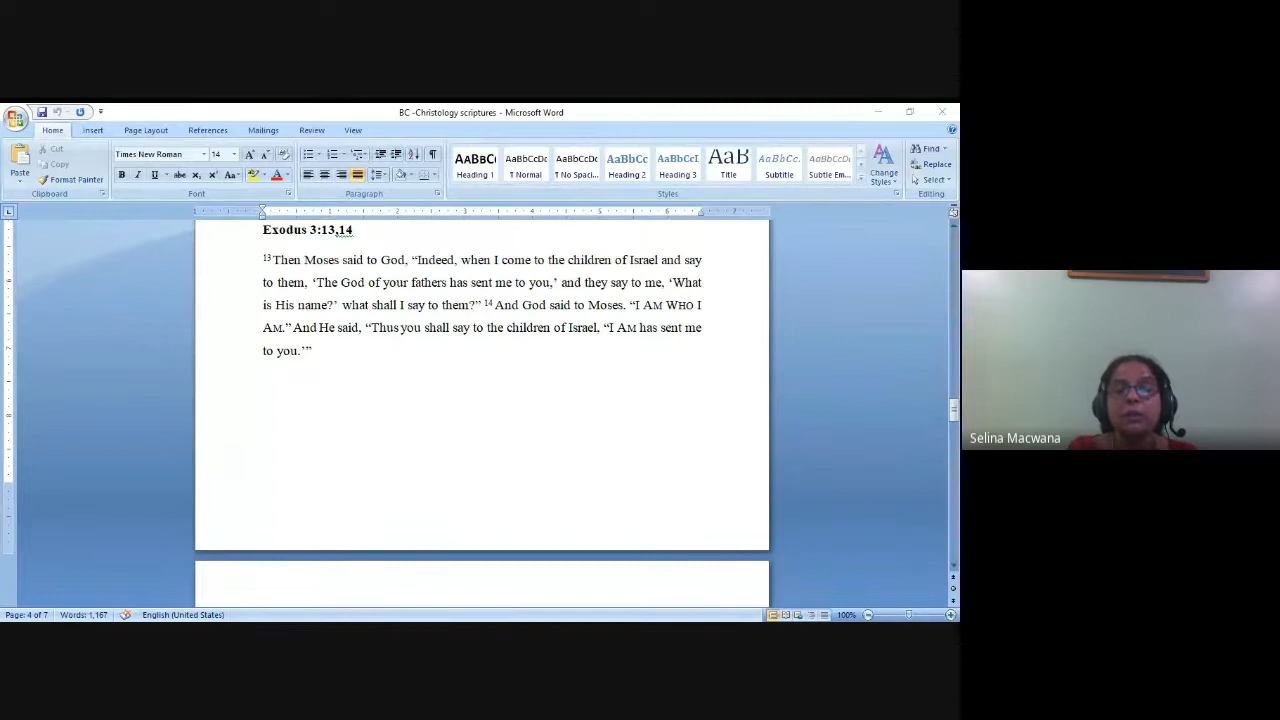 BC -Christology scriptures - Microsoft Word
Home Insert Page Layout References Mailings Review View
Paste
Cut
Copy
Format Painter
Clipboard
Times New Roman 14
Font
Paragraph
AaBbCc Heading 1
AaBbCcDc ¶ Normal
AaBbCcDc ¶ No Spaci...
AaBbCc Heading 2
AaBbCcI Heading 3
AaB Title
AaBbCc. Subtitle
AaBbCcDc Subtle Em...
Change Styles
Styles
Find
Replace
Select
Editing
Exodus 3:13,14
13 Then Moses said to God, “Indeed, when I come to the children of Israel and say
to them, ‘The God of your fathers has sent me to you,’ and they say to me, ‘What
is His name?’ what shall I say to them?” 14 And God said to Moses. “I AM WHO I
AM.” And He said, “Thus you shall say to the children of Israel, “I AM has sent me
to you.’”
Selina Macwana
Page: 4 of 7 Words: 1,167 English (United States) 100%